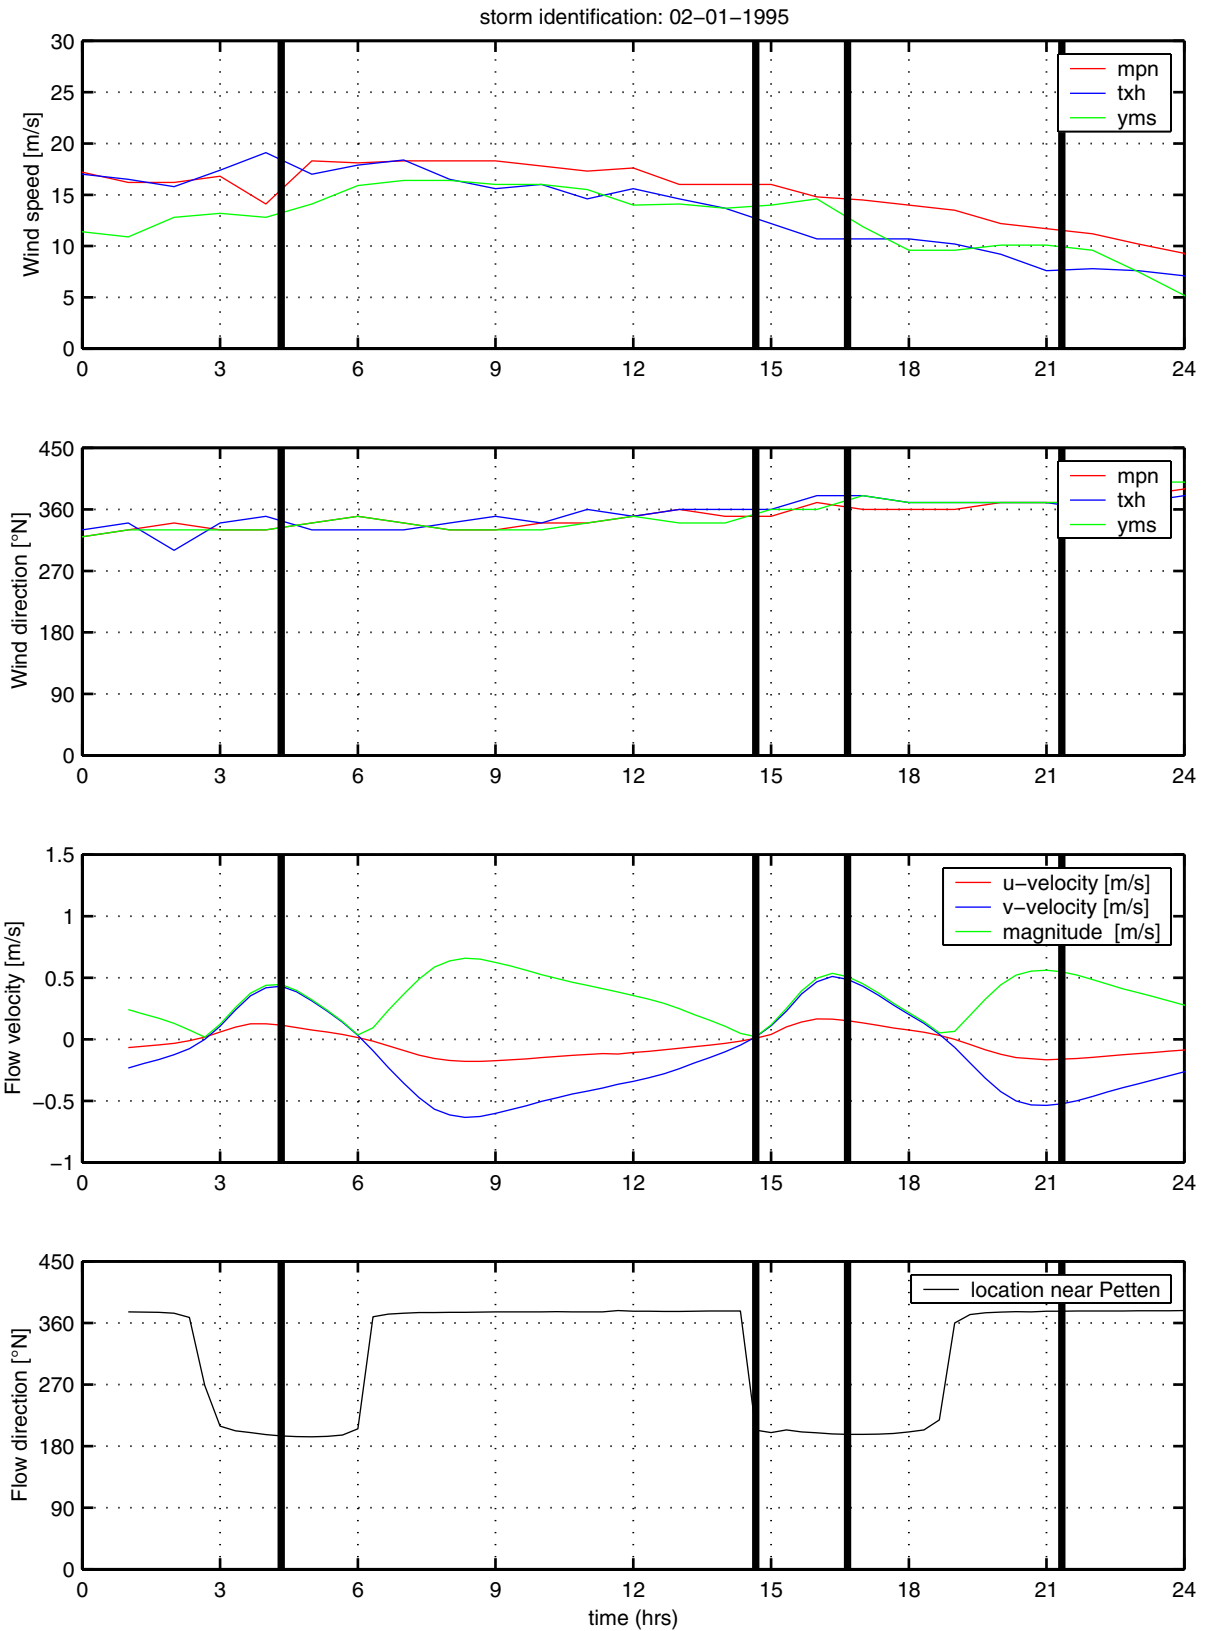 storm identification: 02−01−1995
30
25
20
15
10
5
0
Wind speed [m/s]
mpn
txh
yms
0 3 6 9 12 15 18 21 24
450
360
270
180
90
0
Wind direction [°N]
mpn
txh
yms
0 3 6 9 12 15 18 21 24
1.5
1
0.5
0
−0.5
−1
Flow velocity [m/s]
u−velocity [m/s]
v−velocity [m/s]
magnitude [m/s]
0 3 6 9 12 15 18 21 24
450
360
270
180
90
0
Flow direction [°N]
location near Petten
0 3 6 9 12 15 18 21 24
time (hrs)